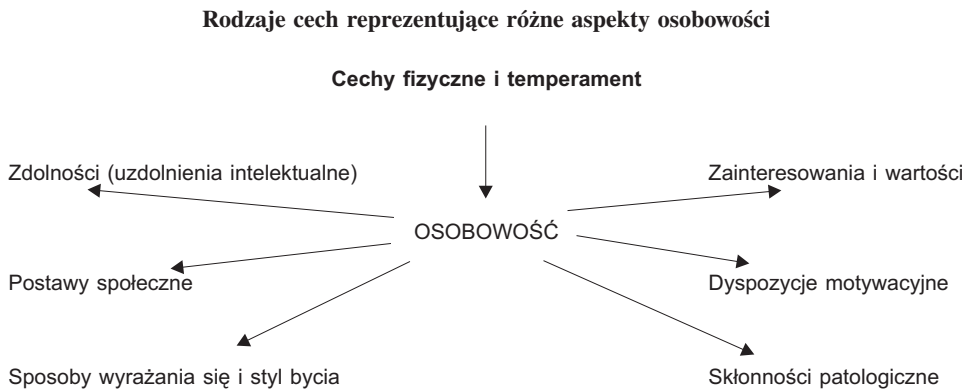 Rodzaje cech reprezentujące różne aspekty osobowości
Cechy fizyczne i temperament
Zdolności (uzdolnienia intelektualne)
Zainteresowania i wartości
OSOBOWOŚĆ
Postawy społeczne
Dyspozycje motywacyjne
Sposoby wyrażania się i styl bycia
Skłonności patologiczne